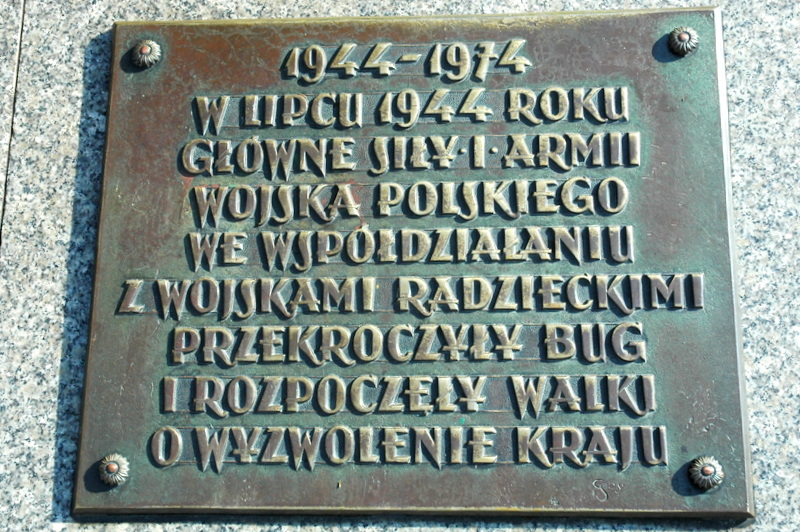 1944-1974
W LIPCU 1944 ROKU
GŁÓWNE SIŁY·I·ARMII
WOJSKA POLSKIEGO
WE WSPÓŁDZIAŁANIU
Z WOJSKAMI RADZIECKIMI
PRZEKROCZYŁY BUG
I ROZPOCZĘŁY WALKI
O WYZWOLENIE KRAJU